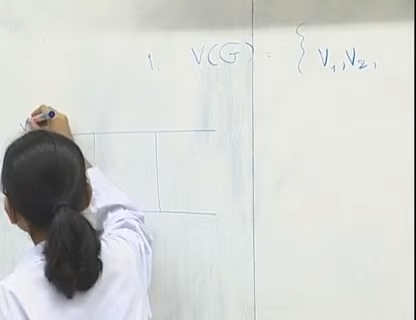 1. V(G) = { V₁, V₂,
V